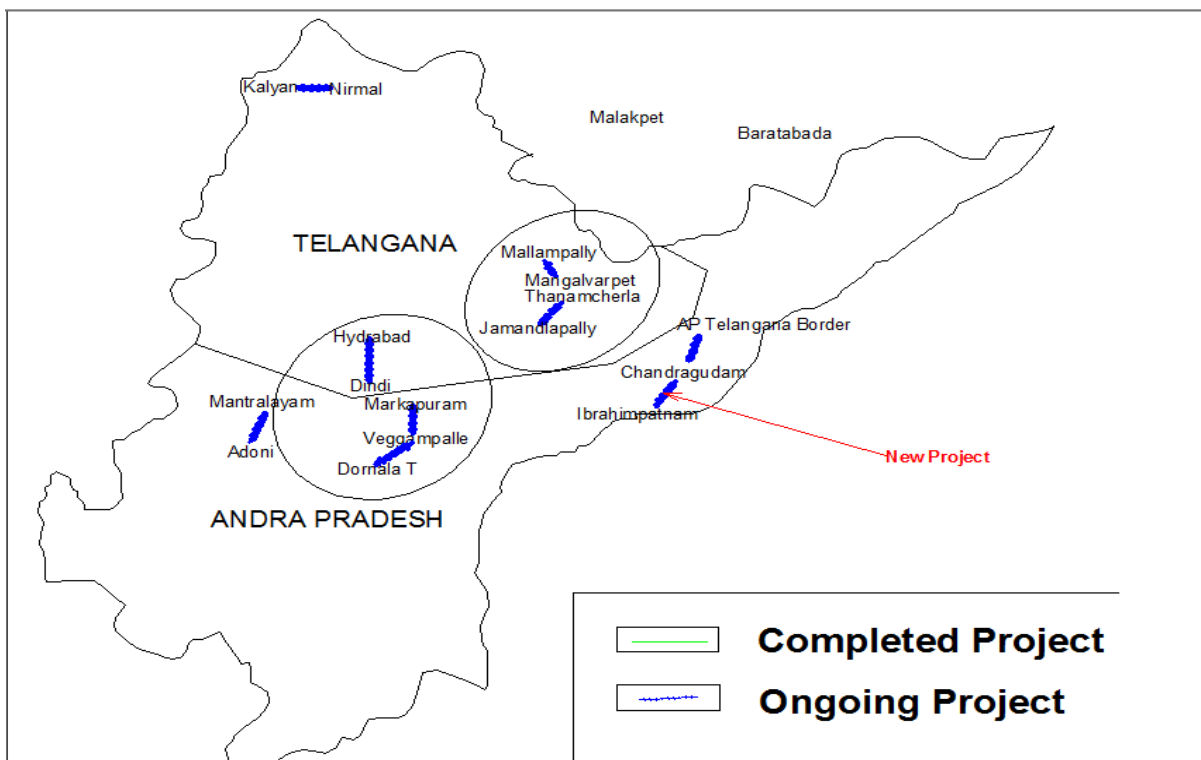 Kalyan
Nirmal
Malakpet
Baratabada
TELANGANA
Mallampally
Mangalvarpet
Thanamcherla
Jamandlapally
Hydrabad
Dindi
AP Telangana Border
Chandragudam
Ibrahimpatnam
Mantralayam
Adoni
Markapuram
Veggampalle
Dornala T
New Project
ANDRA PRADESH
Completed Project
Ongoing Project